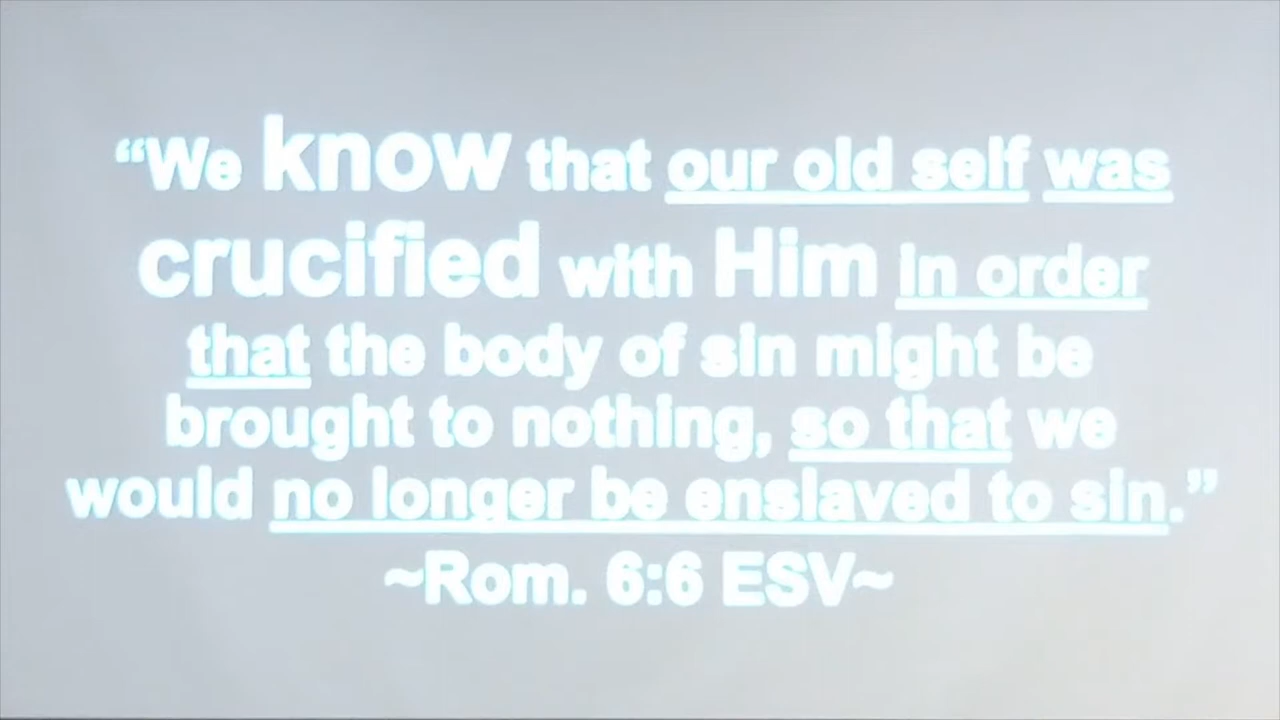 “We know that our old self was
crucified with Him in order
that the body of sin might be
brought to nothing, so that we
would no longer be enslaved to sin.”
~Rom. 6:6 ESV~